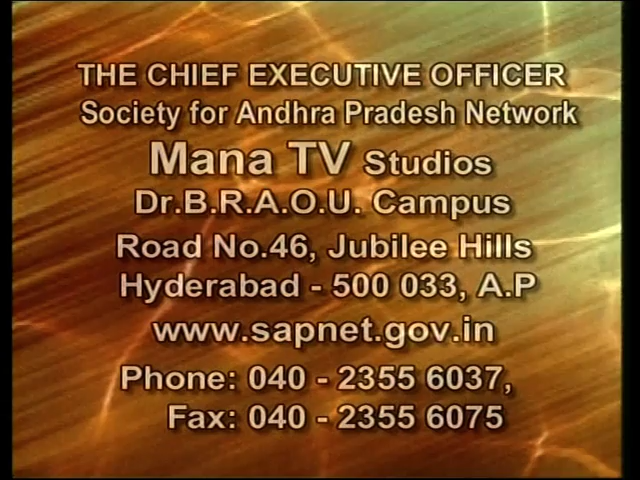 THE CHIEF EXECUTIVE OFFICER
Society for Andhra Pradesh Network
Mana TV Studios
Dr.B.R.A.O.U. Campus
Road No.46, Jubilee Hills
Hyderabad - 500 033, A.P
www.sapnet.gov.in
Phone: 040 - 2355 6037,
Fax: 040 - 2355 6075